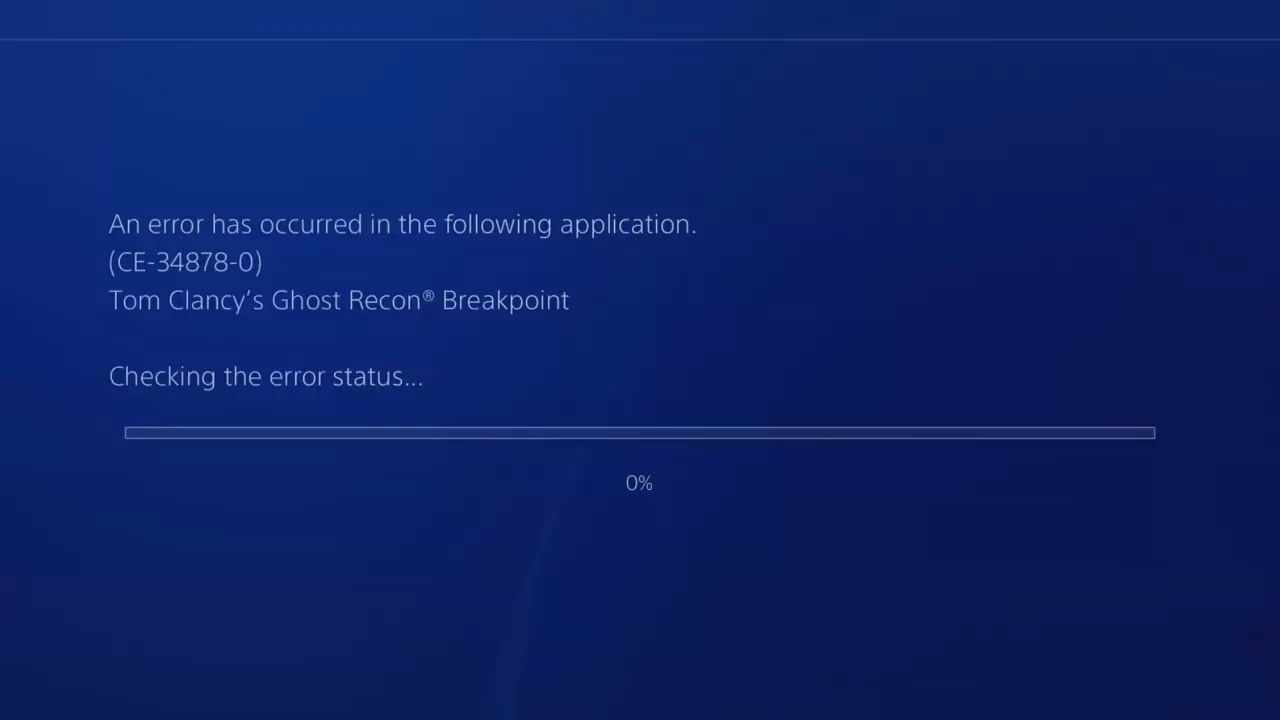 An error has occurred in the following application.
(CE-34878-0)
Tom Clancy’s Ghost Recon® Breakpoint
Checking the error status...
0%